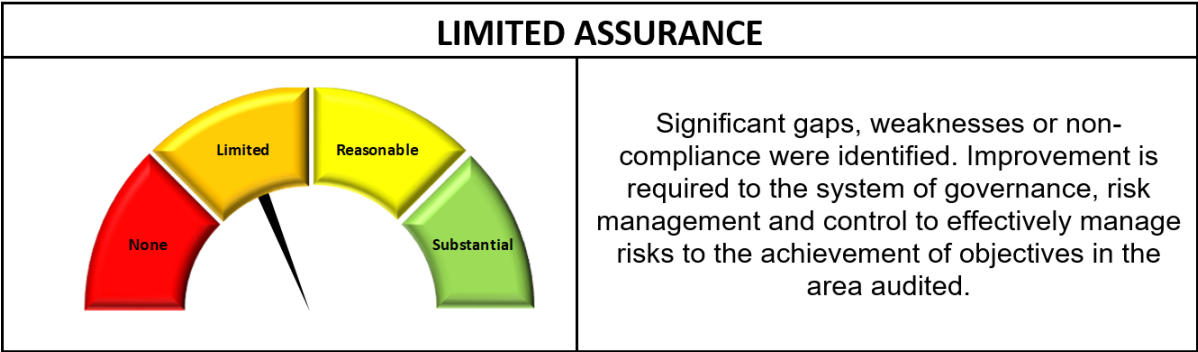 LIMITED ASSURANCE
Limited
Reasonable
None
Substantial
Significant gaps, weaknesses or non-
compliance were identified. Improvement is
required to the system of governance, risk
management and control to effectively manage
risks to the achievement of objectives in the
area audited.